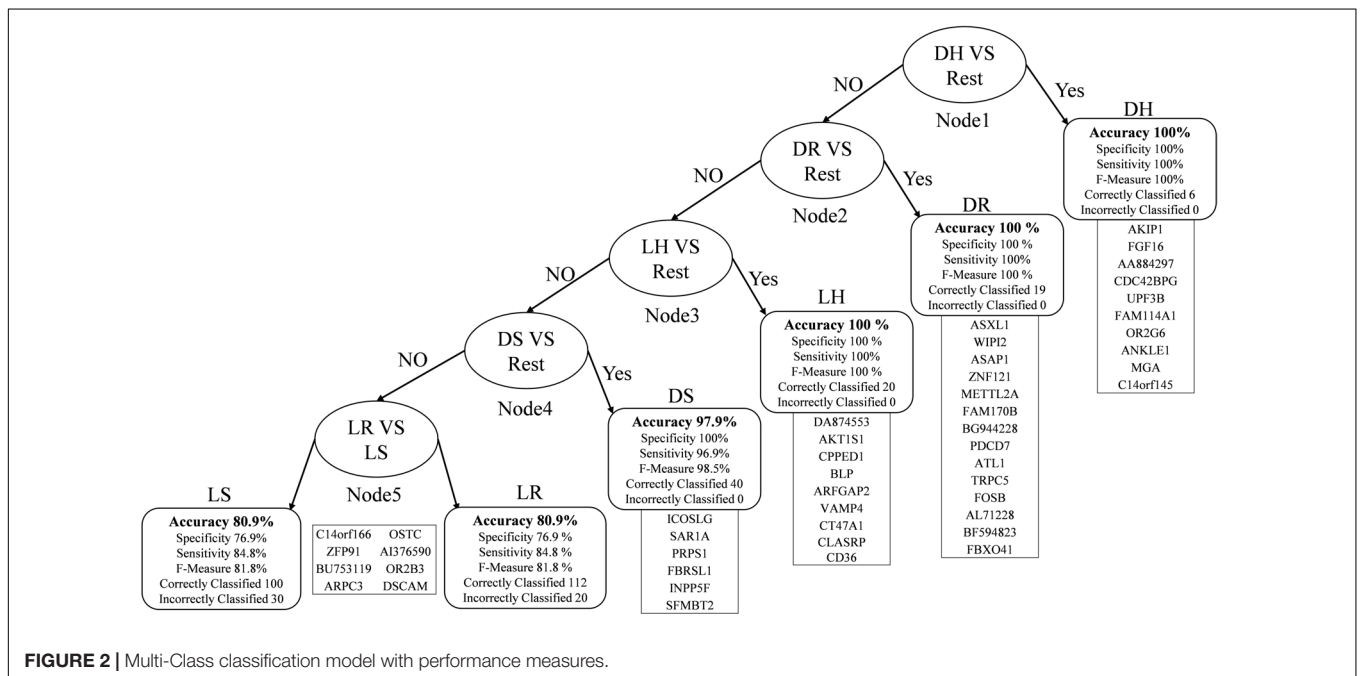 DH VS
Rest
Node1
NO
Yes
DH
Accuracy 100%
Specificity 100%
Sensitivity 100%
F-Measure 100%
Correctly Classified 6
Incorrectly Classified 0
AKIP1
FGF16
AA884297
CDC42BPG
UPF3B
FAM114A1
OR2G6
ANKLE1
MGA
C14orf145
DR VS
Rest
Node2
NO
Yes
DR
Accuracy 100 %
Specificity 100 %
Sensitivity 100%
F-Measure 100 %
Correctly Classified 19
Incorrectly Classified 0
ASXL1
WIPI2
ASAP1
ZNF121
METTL2A
FAM170B
BG944228
PDCD7
ATL1
TRPC5
FOSB
AL71228
BF594823
FBXO41
LH VS
Rest
Node3
NO
Yes
LH
Accuracy 100 %
Specificity 100 %
Sensitivity 100%
F-Measure 100 %
Correctly Classified 20
Incorrectly Classified 0
DA874553
AKT1S1
CPPED1
BLP
ARFGAP2
VAMP4
CT47A1
CLASRP
CD36
DS VS
Rest
Node4
NO
Yes
DS
Accuracy 97.9%
Specificity 100%
Sensitivity 96.9%
F-Measure 98.5%
Correctly Classified 40
Incorrectly Classified 0
ICOSLG
SAR1A
PRPS1
FBRSL1
INPP5F
SFMBT2
LR VS
LS
Node5
LS
Accuracy 80.9%
Specificity 76.9%
Sensitivity 84.8%
F-Measure 81.8%
Correctly Classified 100
Incorrectly Classified 30
C14orf166 OSTC
ZFP91 AI376590
BU753119 OR2B3
ARPC3 DSCAM
LR
Accuracy 80.9%
Specificity 76.9 %
Sensitivity 84.8 %
F-Measure 81.8 %
Correctly Classified 112
Incorrectly Classified 20
FIGURE 2 | Multi-Class classification model with performance measures.